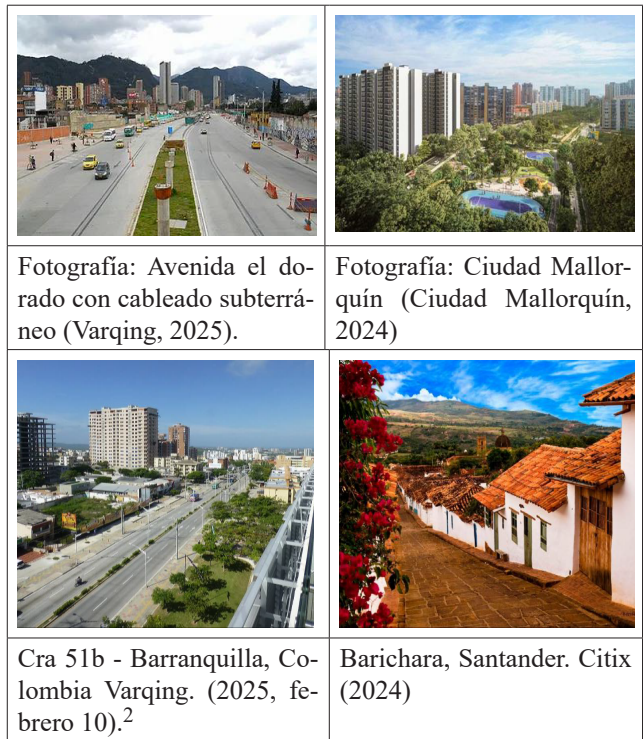 Fotografía: Avenida el do-
rado con cableado subterrá-
neo (Varqing, 2025).
Fotografía: Ciudad Mallor-
quín (Ciudad Mallorquín,
2024)
Cra 51b - Barranquilla, Co-
lombia Varqing. (2025, fe-
brero 10).2
Barichara, Santander. Citix
(2024)